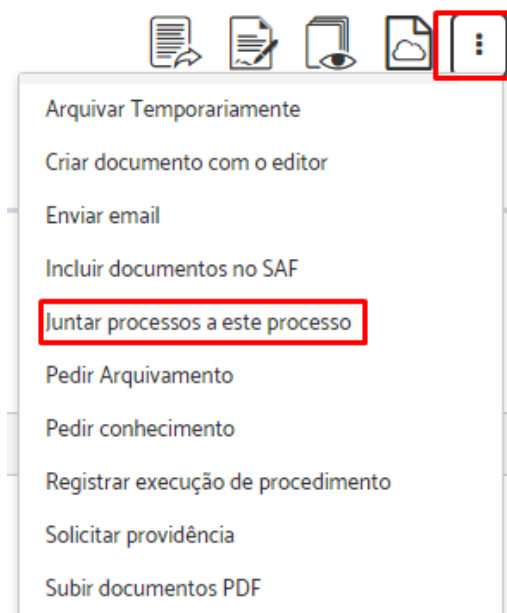 Arquivar Temporariamente
Criar documento com o editor
Enviar email
Incluir documentos no SAF
Juntar processos a este processo
Pedir Arquivamento
Pedir conhecimento
Registrar execução de procedimento
Solicitar providência
Subir documentos PDF